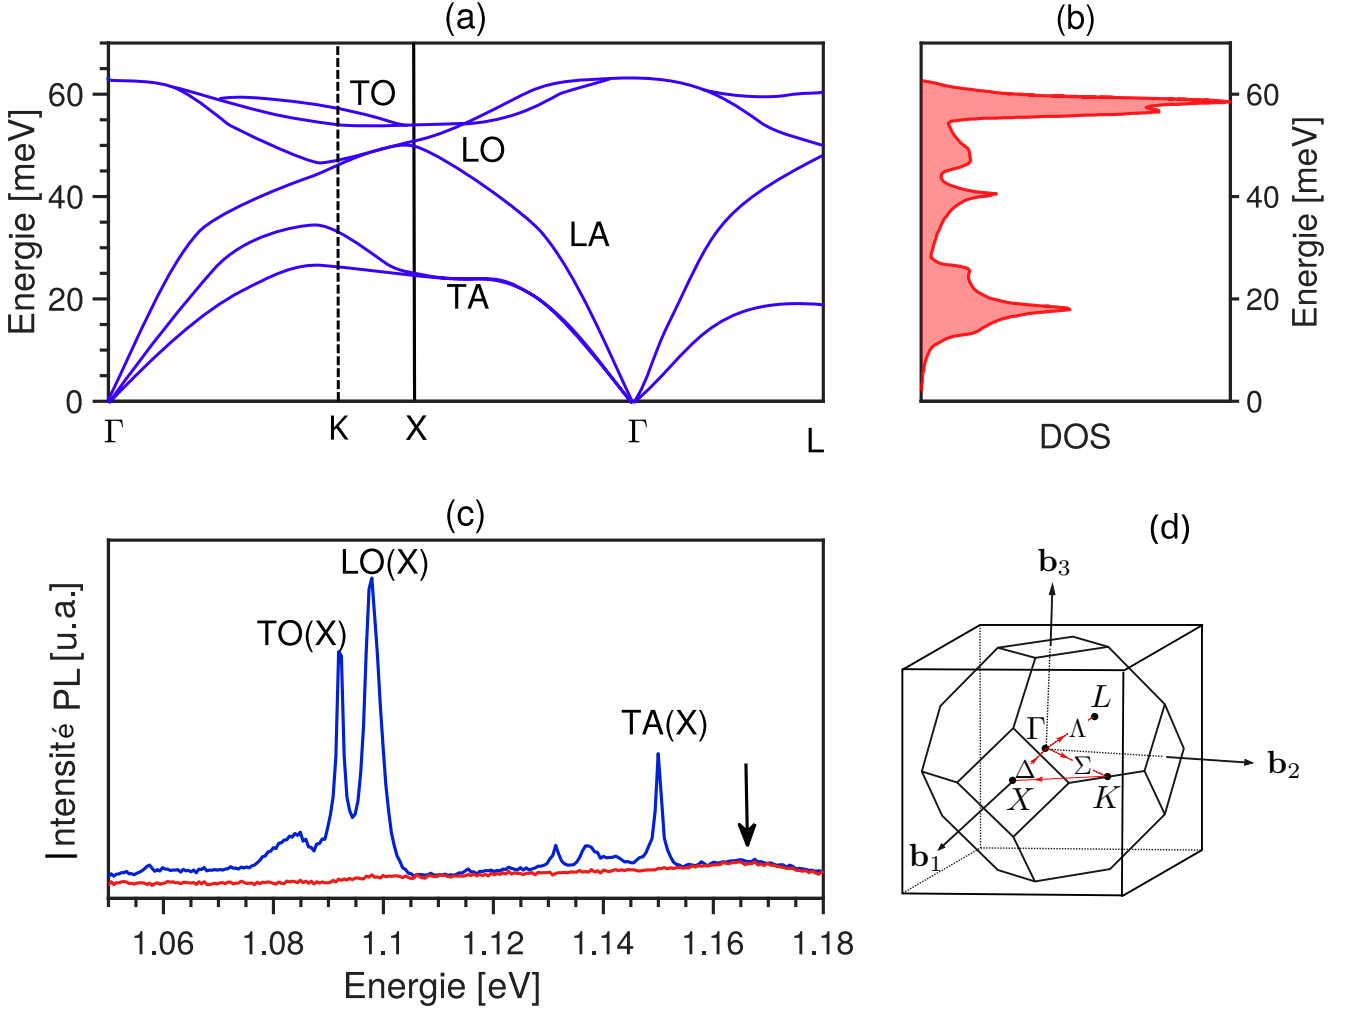 (a)
(b)
Energie [meV]
60
40
20
0
TO
LO
LA
TA
Γ
K
X
Γ
L
60
40
20
0
Energie [meV]
DOS
(c)
(d)
Intensité PL [u.a.]
LO(X)
TO(X)
TA(X)
1.06
1.08
1.1
1.12
1.14
1.16
1.18
Energie [eV]
b₃
L
Γ
Λ
Δ
Σ
X
K
b₂
b₁